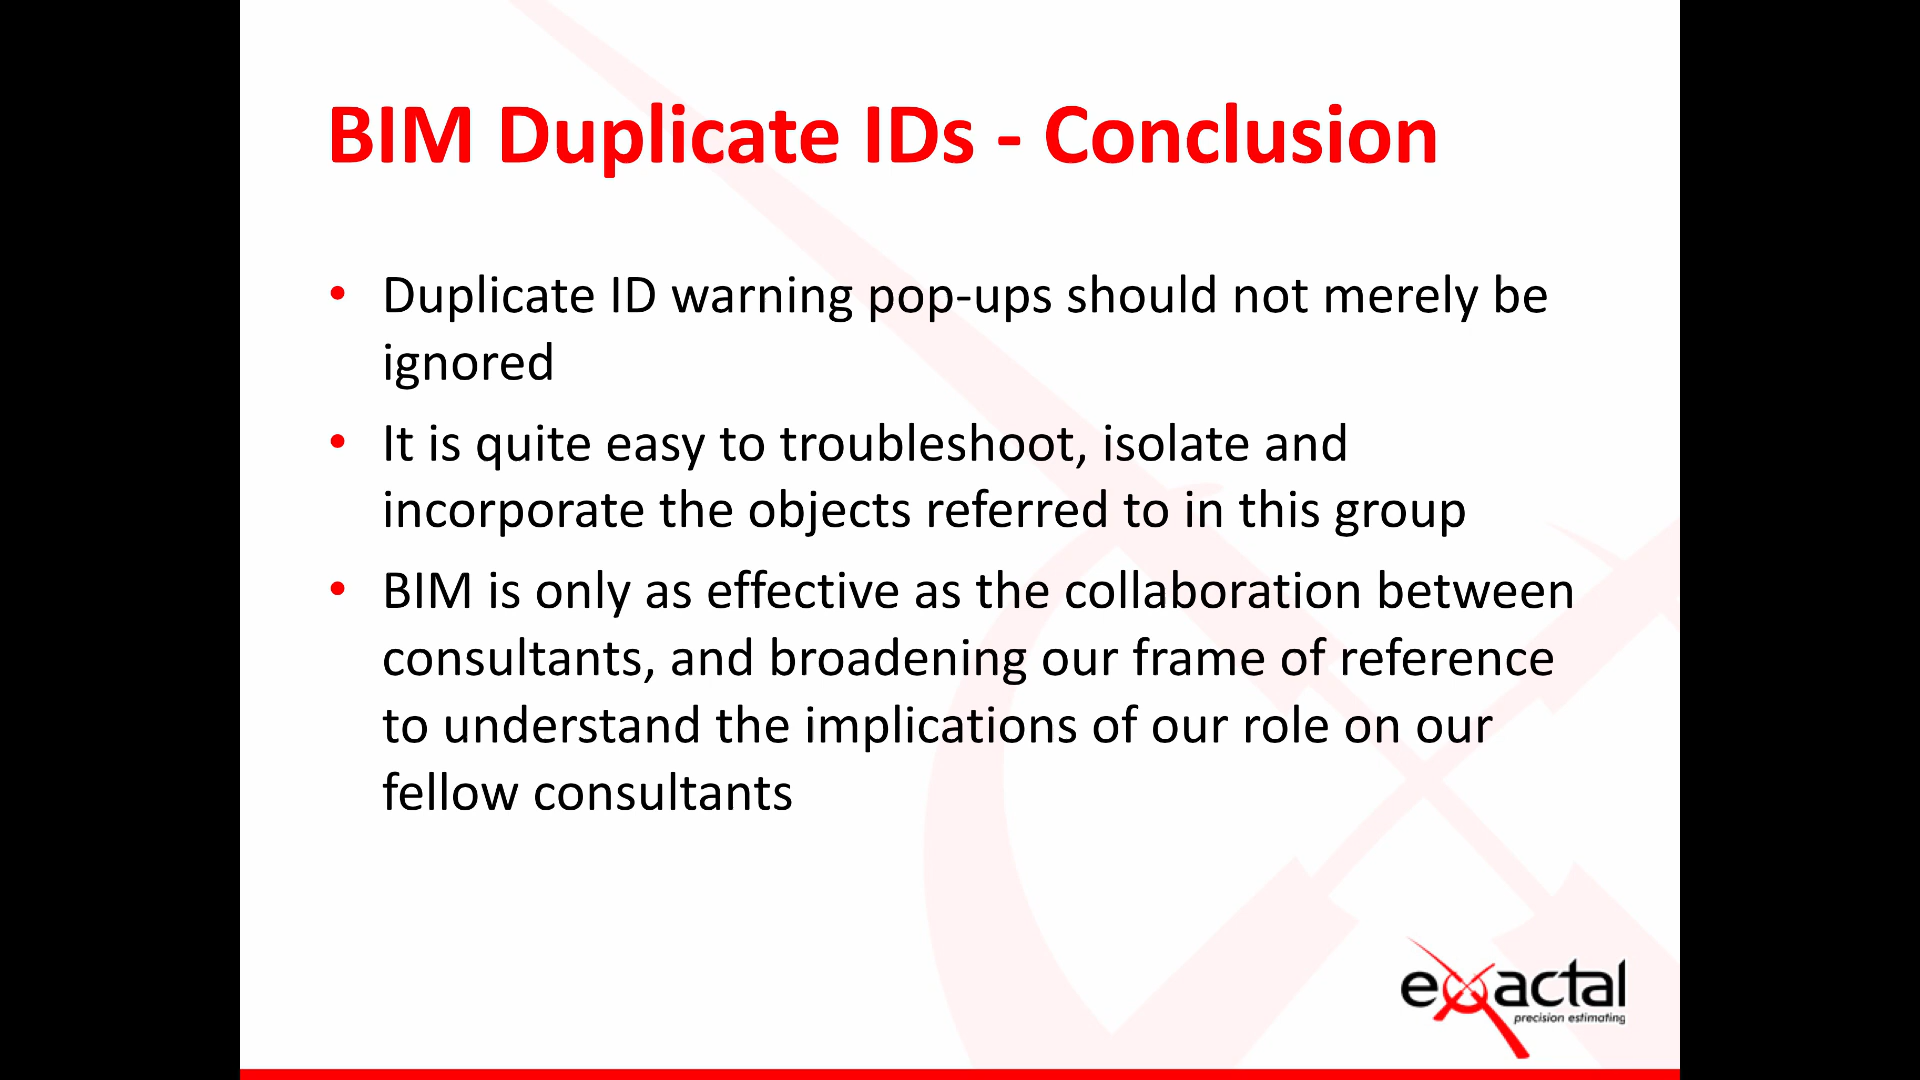 BIM Duplicate IDs - Conclusion
• Duplicate ID warning pop-ups should not merely be
ignored
• It is quite easy to troubleshoot, isolate and
incorporate the objects referred to in this group
• BIM is only as effective as the collaboration between
consultants, and broadening our frame of reference
to understand the implications of our role on our
fellow consultants
exactal
precision estimating